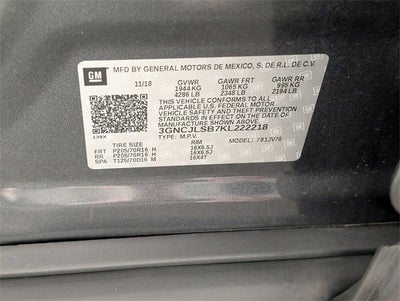 GM
MFD BY GENERAL MOTORS DE MEXICO, S. DE R.L. DE C.V.
11/18 GVWR GAWR FRT GAWR RR
1944 KG 1065 KG 995 KG
4286 LB 2348 LB 2194 LB
THIS VEHICLE CONFORMS TO ALL
APPLICABLE U.S. FEDERAL MOTOR
VEHICLE SAFETY AND THEFT PREVENTION
STANDARDS IN EFFECT ON THE DATE OF
MANUFACTURE SHOWN ABOVE.
3GNCJLSB7KL222218
TYPE: M.P.V. MODEL: 781JV76
TIRE SIZE RIM
FRT P205/70R16 H 16X6.5J
RR P205/70R16 H 16X6.5J
SPA T125/70D16 M 16X4T